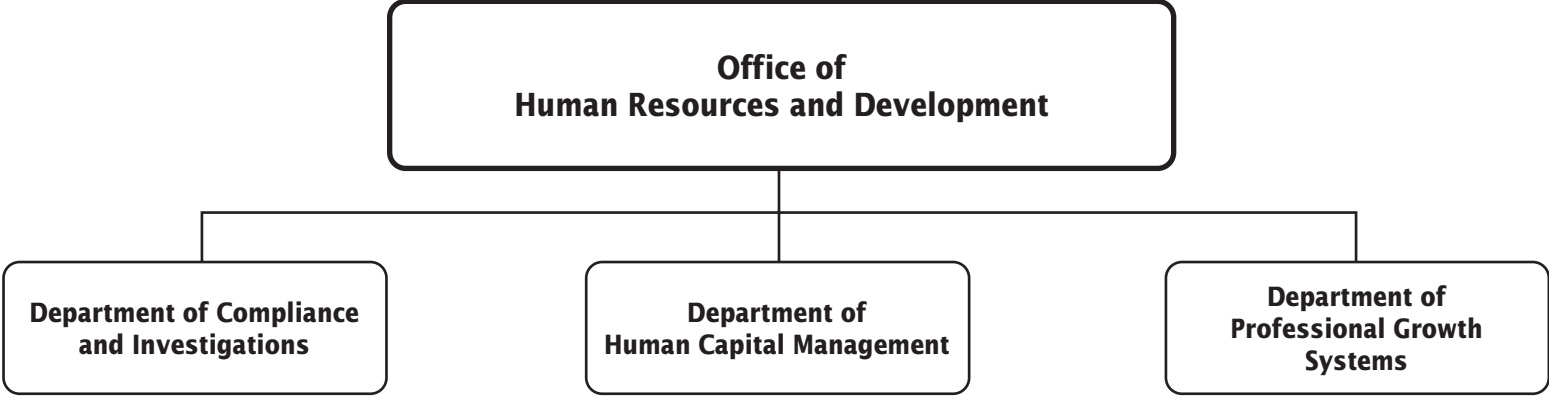 Office of
Human Resources and Development
Department of Compliance
and Investigations
Department of
Human Capital Management
Department of
Professional Growth
Systems